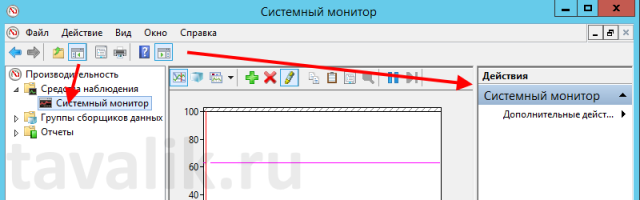 Системный монитор
Файл Действие Вид Окно Справка
Производительность
Средства наблюдения
Системный монитор
Группы сборщиков данных
Отчеты
100
80
60
40
Действия
Системный монитор
Дополнительные дейст...
tavalik.ru